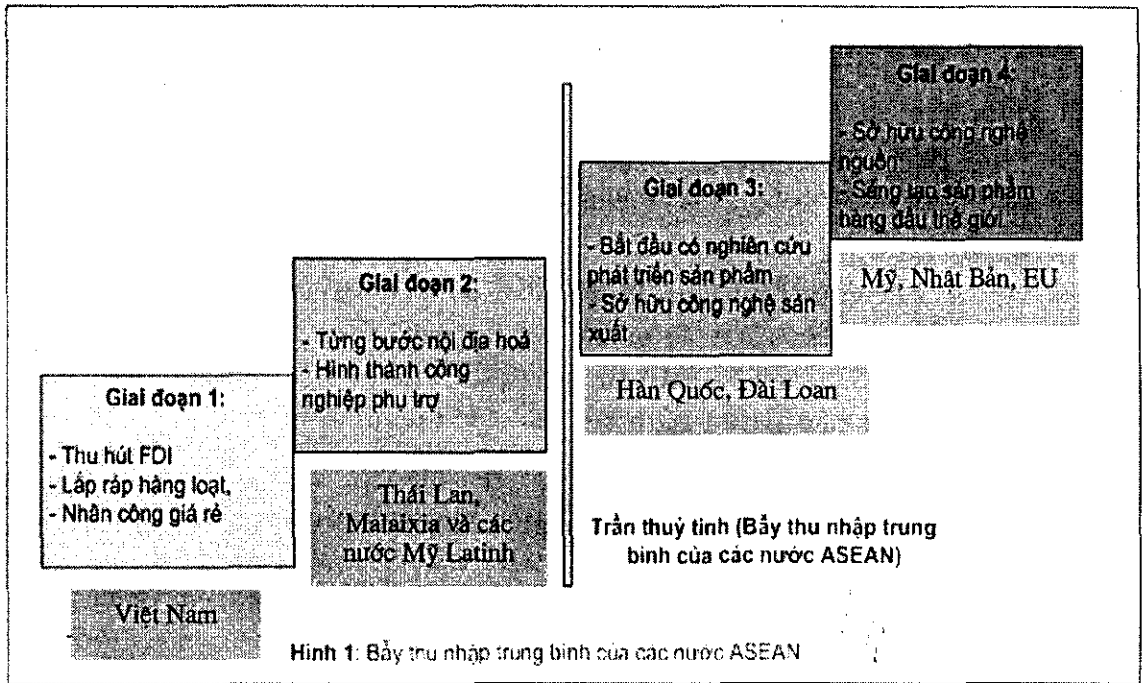 Giai đoạn 1:
- Thu hút FDI
- Lắp ráp hàng loạt,
- Nhân công giá rẻ
Việt Nam
Giai đoạn 2:
- Từng bước nội địa hoá
- Hình thành công
nghiệp phụ trợ
Thái Lan,
Malaixia và các
nước Mỹ Latinh
Giai đoạn 3:
- Bắt đầu có nghiên cứu
phát triển sản phẩm
- Sở hữu công nghệ sản
xuất
Hàn Quốc, Đài Loan
Giai đoạn 4:
- Sở hữu công nghệ
nguồn
- Sáng tạo sản phẩm
hàng đầu thế giới
Mỹ, Nhật Bản, EU
Trần thuỷ tinh (Bẫy thu nhập trung
bình của các nước ASEAN)
Hình 1: Bẫy thu nhập trung bình của các nước ASEAN